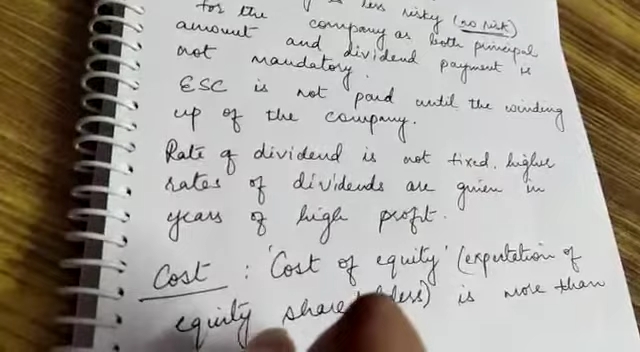 for the company is less risky (no risk)
for the company as both principal
amount and dividend payment is
not mandatory.
ESC is not paid until the winding
up of the company.
Rate of dividend is not fixed. higher
rates of dividends are given in
years of high profit.
Cost : 'Cost of equity' (expectation of
equity shareholders) is more than